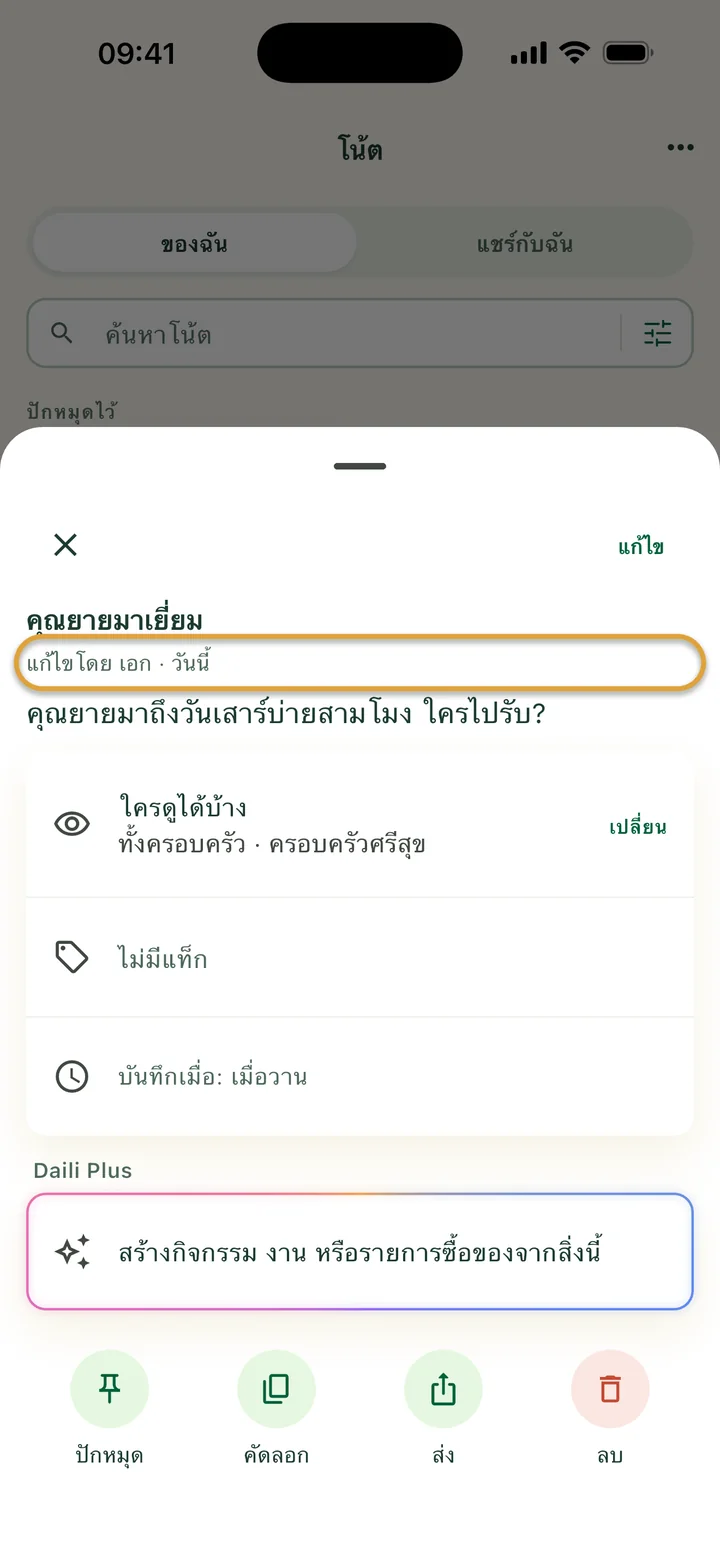 09:41
โน้ต
ของฉัน
แชร์กับฉัน
ค้นหาโน้ต
ปักหมุดไว้
แก้ไข
คุณยายมาเยี่ยม
แก้ไขโดย เอก · วันนี้
คุณยายมาถึงวันเสาร์บ่ายสามโมง ใครไปรับ?
ใครดูได้บ้าง
ทั้งครอบครัว · ครอบครัวศรีสุข
เปลี่ยน
ไม่มีแท็ก
บันทึกเมื่อ: เมื่อวาน
Daili Plus
สร้างกิจกรรม งาน หรือรายการซื้อของจากสิ่งนี้
ปักหมุด
คัดลอก
ส่ง
ลบ